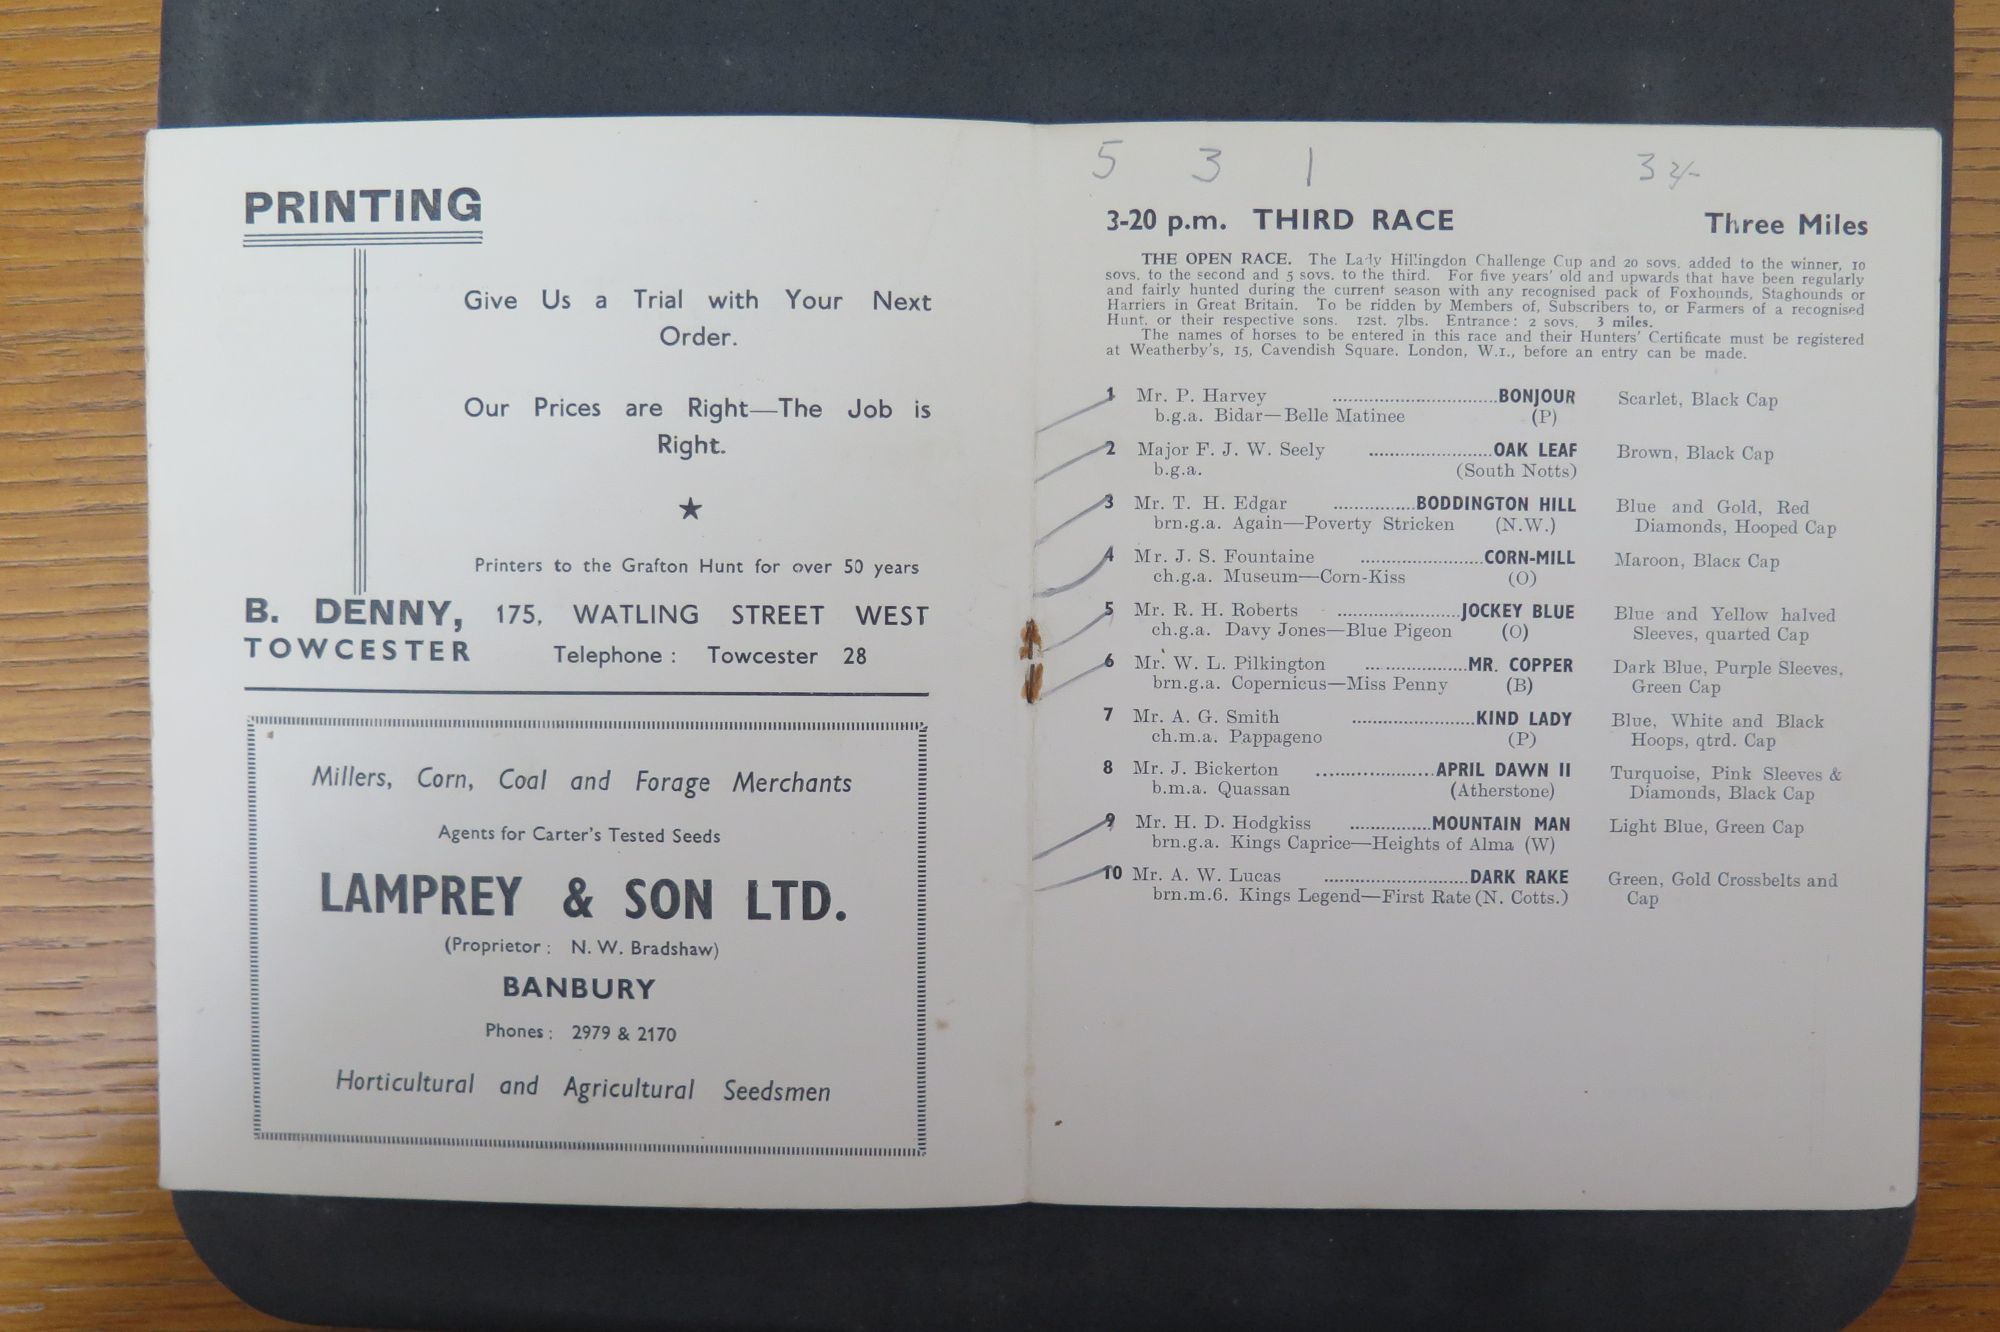 PRINTING
Give Us a Trial with Your Next
Order.
Our Prices are Right—The Job is
Right.
★
Printers to the Grafton Hunt for over 50 years
B. DENNY, 175, WATLING STREET WEST
TOWCESTER Telephone : Towcester 28
Millers, Corn, Coal and Forage Merchants
Agents for Carter's Tested Seeds
LAMPREY & SON LTD.
(Proprietor : N. W. Bradshaw)
BANBURY
Phones : 2979 & 2170
Horticultural and Agricultural Seedsmen
5 3 1 3 2/-
3-20 p.m. THIRD RACE Three Miles
THE OPEN RACE. The Lady Hillingdon Challenge Cup and 20 sovs. added to the winner, 10
sovs. to the second and 5 sovs. to the third. For five years' old and upwards that have been regularly
and fairly hunted during the current season with any recognised pack of Foxhounds, Staghounds or
Harriers in Great Britain. To be ridden by Members of, Subscribers to, or Farmers of a recognised
Hunt, or their respective sons. 12st. 7lbs. Entrance : 2 sovs. 3 miles.
The names of horses to be entered in this race and their Hunters' Certificate must be registered
at Weatherby's, 15, Cavendish Square. London, W.1., before an entry can be made.
1 Mr. P. Harvey ..............................BONJOUR Scarlet, Black Cap
b.g.a. Bidar—Belle Matinee (P)
2 Major F. J. W. Seely ......................OAK LEAF Brown, Black Cap
b.g.a. (South Notts)
3 Mr. T. H. Edgar ...............BODDINGTON HILL Blue and Gold, Red
brn.g.a. Again—Poverty Stricken (N.W.) Diamonds, Hooped Cap
4 Mr. J. S. Fountaine ......................CORN-MILL Maroon, Black Cap
ch.g.a. Museum—Corn-Kiss (O)
5 Mr. R. H. Roberts ......................JOCKEY BLUE Blue and Yellow halved
ch.g.a. Davy Jones—Blue Pigeon (O) Sleeves, quarted Cap
6 Mr. W. L. Pilkington ..................MR. COPPER Dark Blue, Purple Sleeves,
brn.g.a. Copernicus—Miss Penny (B) Green Cap
7 Mr. A. G. Smith ......................KIND LADY Blue, White and Black
ch.m.a. Pappageno (P) Hoops, qtrd. Cap
8 Mr. J. Bickerton .....................APRIL DAWN II Turquoise, Pink Sleeves &
b.m.a. Quassan (Atherstone) Diamonds, Black Cap
9 Mr. H. D. Hodgkiss ...............MOUNTAIN MAN Light Blue, Green Cap
brn.g.a. Kings Caprice—Heights of Alma (W)
10 Mr. A. W. Lucas ..........................DARK RAKE Green, Gold Crossbelts and
brn.m.6. Kings Legend—First Rate (N. Cotts.) Cap